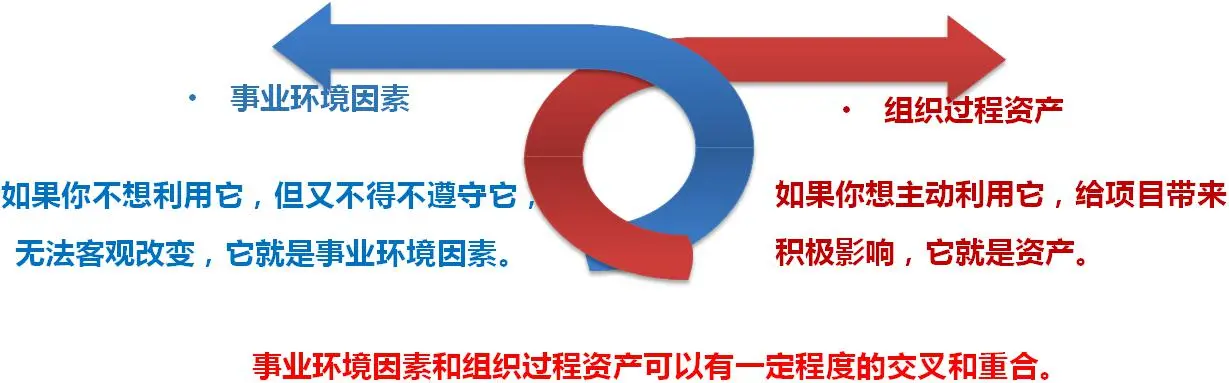 • 事业环境因素
如果你不想利用它，但又不得不遵守它，
无法客观改变，它就是事业环境因素。
• 组织过程资产
如果你想主动利用它，给项目带来
积极影响，它就是资产。
事业环境因素和组织过程资产可以有一定程度的交叉和重合。